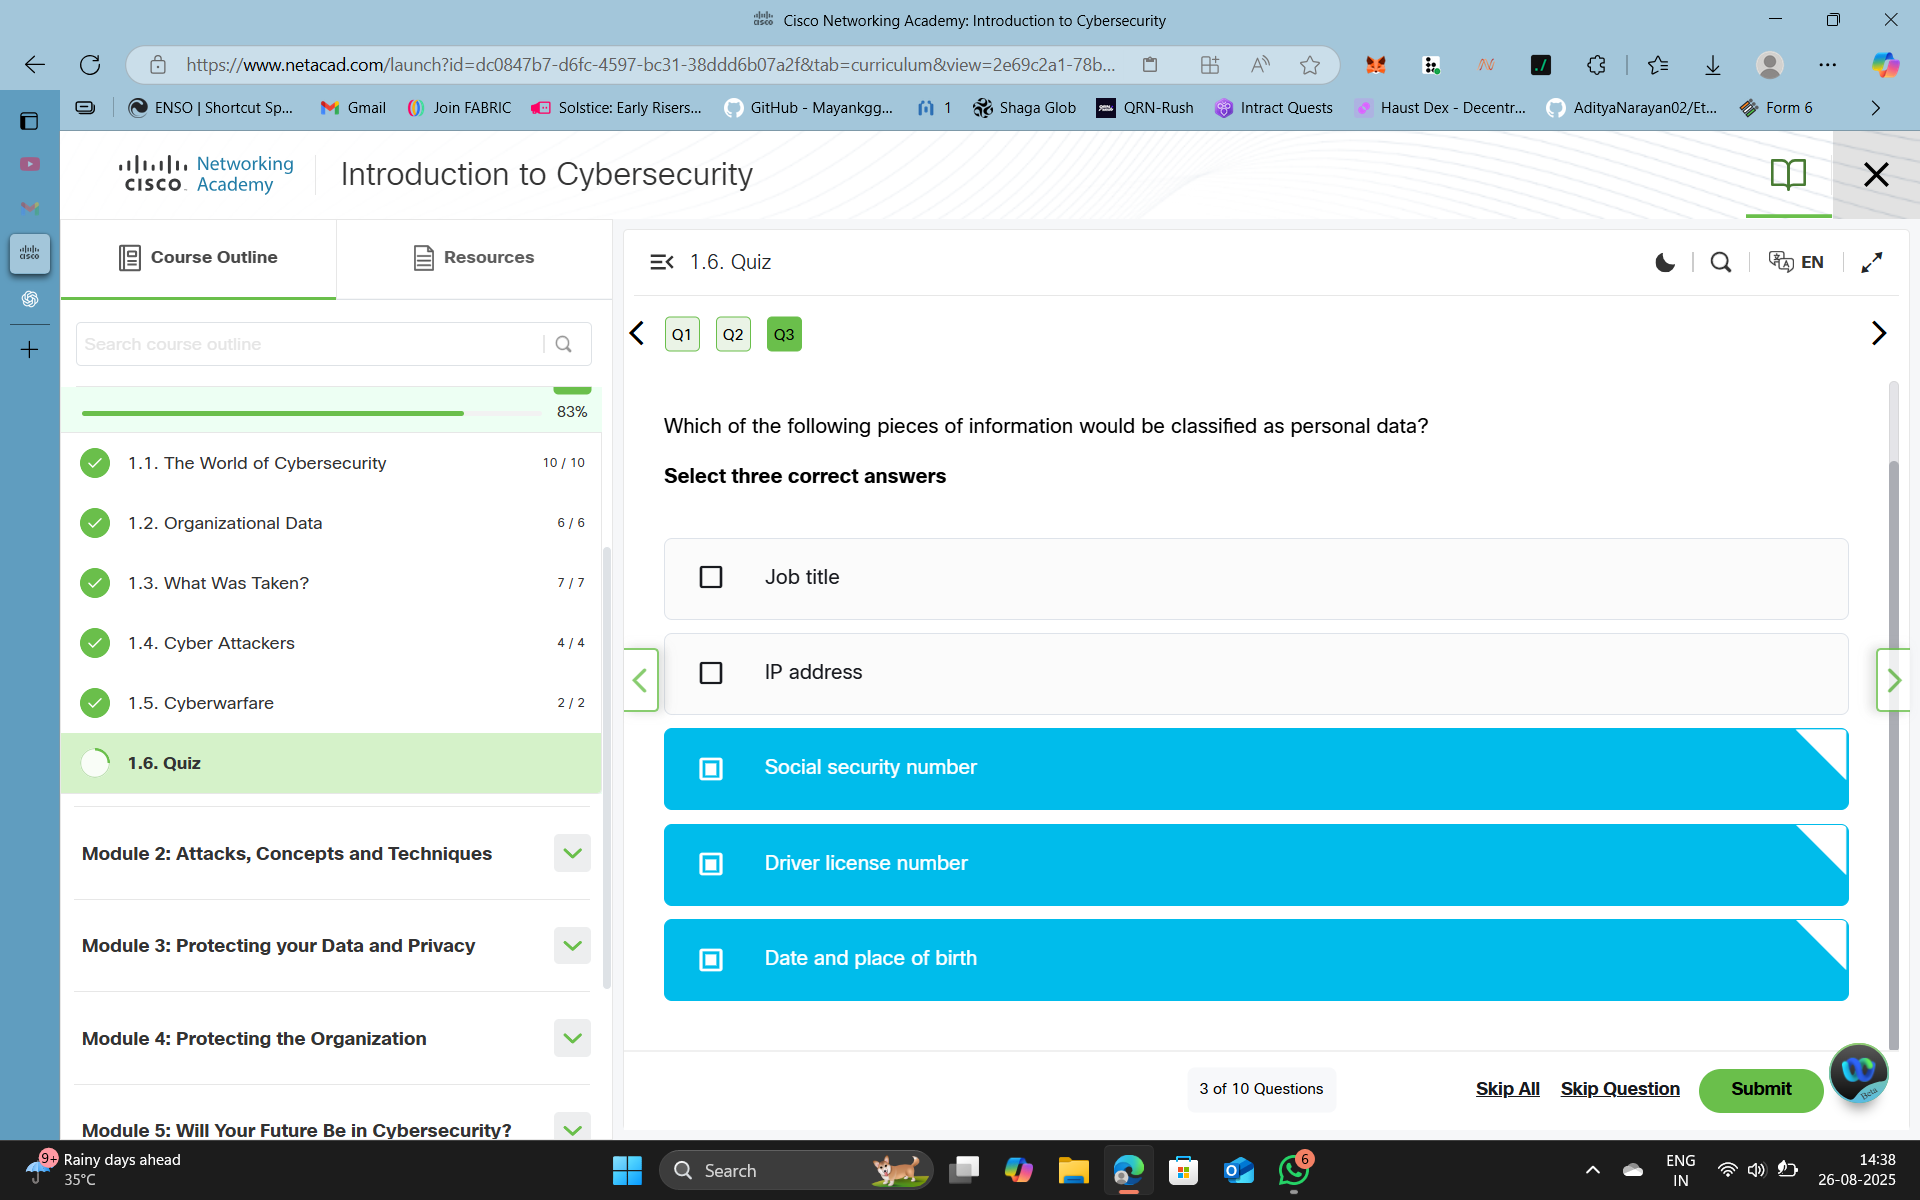 Cisco Networking Academy: Introduction to Cybersecurity
https://www.netacad.com/launch?id=dc0847b7-d6fc-4597-bc31-38ddd6b07a2f&tab=curriculum&view=2e69c2a1-78b...
ENSO | Shortcut Sp... Gmail Join FABRIC Solstice: Early Risers... GitHub - Mayankgg... 1 Shaga Glob QRN-Rush Intract Quests Haust Dex - Decentr... AdityaNarayan02/Et... Form 6
CISCO Networking Academy
Introduction to Cybersecurity
Course Outline
Resources
Search course outline
83%
1.1. The World of Cybersecurity 10 / 10
1.2. Organizational Data 6 / 6
1.3. What Was Taken? 7 / 7
1.4. Cyber Attackers 4 / 4
1.5. Cyberwarfare 2 / 2
1.6. Quiz
Module 2: Attacks, Concepts and Techniques
Module 3: Protecting your Data and Privacy
Module 4: Protecting the Organization
Module 5: Will Your Future Be in Cybersecurity?
1.6. Quiz
EN
Q1 Q2 Q3
Which of the following pieces of information would be classified as personal data?
Select three correct answers
Job title
IP address
Social security number
Driver license number
Date and place of birth
3 of 10 Questions
Skip All Skip Question Submit
Beta
9+ Rainy days ahead
35°C
Search
6
ENG
IN
14:38
26-08-2025